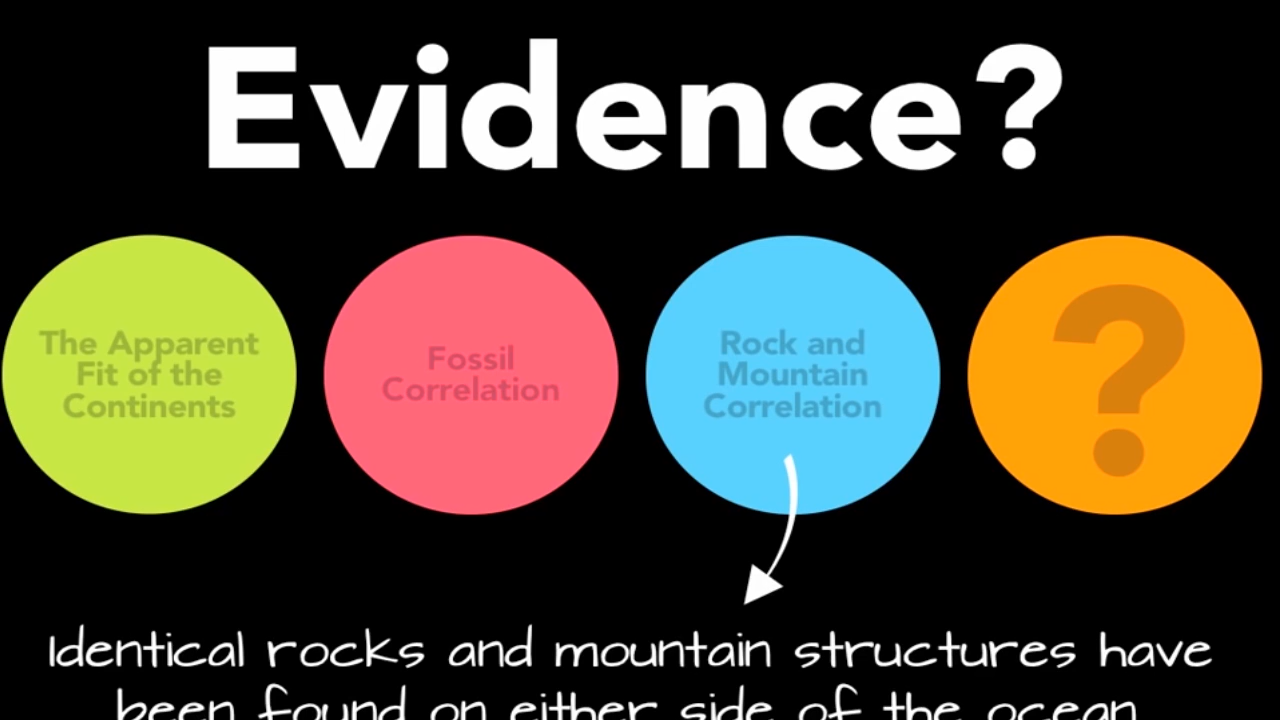 Evidence?
The Apparent
Fit of the
Continents
Fossil
Correlation
Rock and
Mountain
Correlation
?
Identical rocks and mountain structures have
been found on either side of the ocean